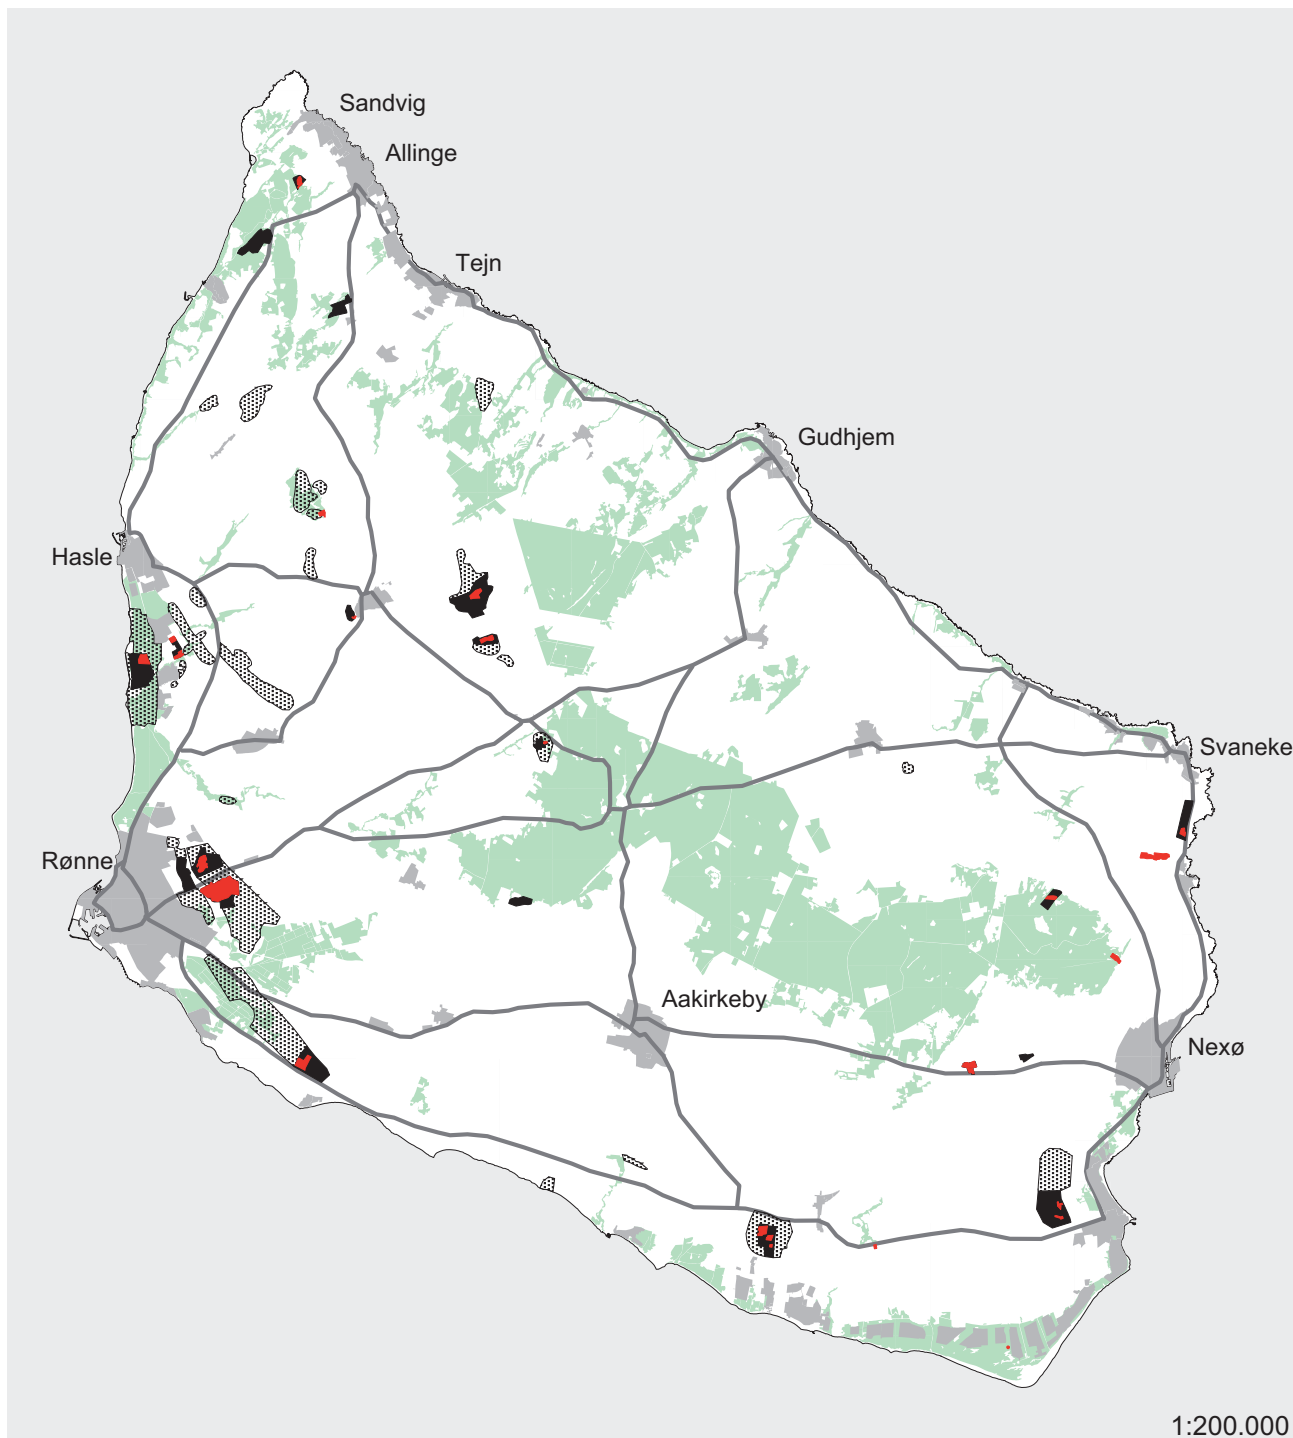 Sandvig
Allinge
Tejn
Gudhjem
Hasle
Svaneke
Rønne
Aakirkeby
Nexø
1:200.000